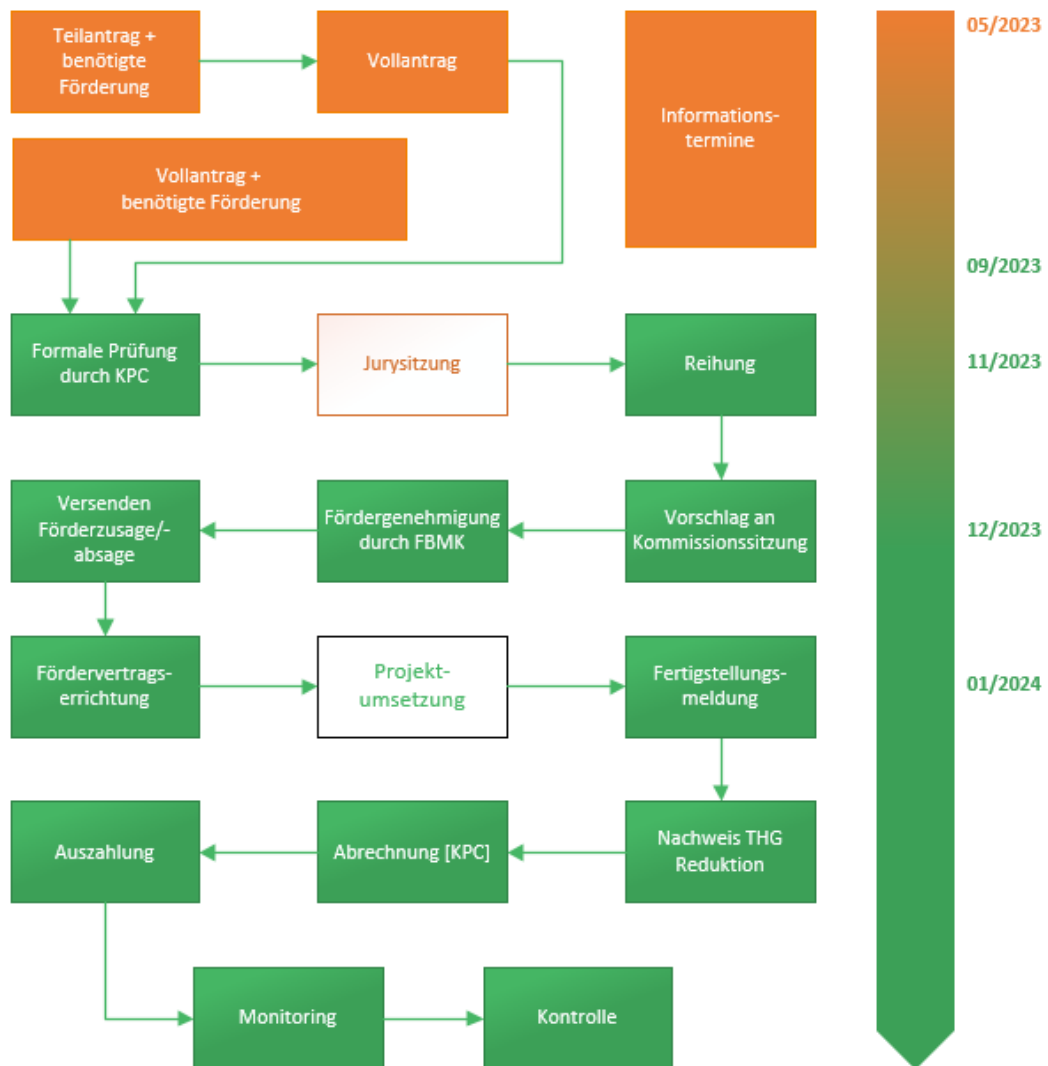 Teilantrag +
benötigte
Förderung
Vollantrag
Informations-
termine
05/2023
Vollantrag +
benötigte Förderung
09/2023
Formale Prüfung
durch KPC
Jurysitzung
Reihung
11/2023
Versenden
Förderzusage/-
absage
Fördergenehmigung
durch FBMK
Vorschlag an
Kommissionssitzung
12/2023
Fördervertrags-
errichtung
Projekt-
umsetzung
Fertigstellungs-
meldung
01/2024
Auszahlung
Abrechnung [KPC]
Nachweis THG
Reduktion
Monitoring
Kontrolle